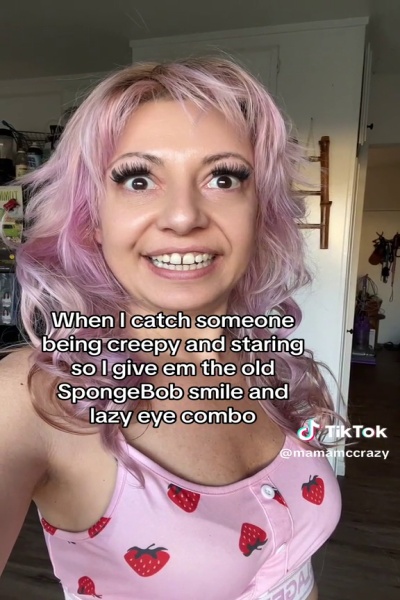 When I catch someone
being creepy and staring
so I give em the old
SpongeBob smile and
lazy eye combo
TikTok
@mamamccrazy